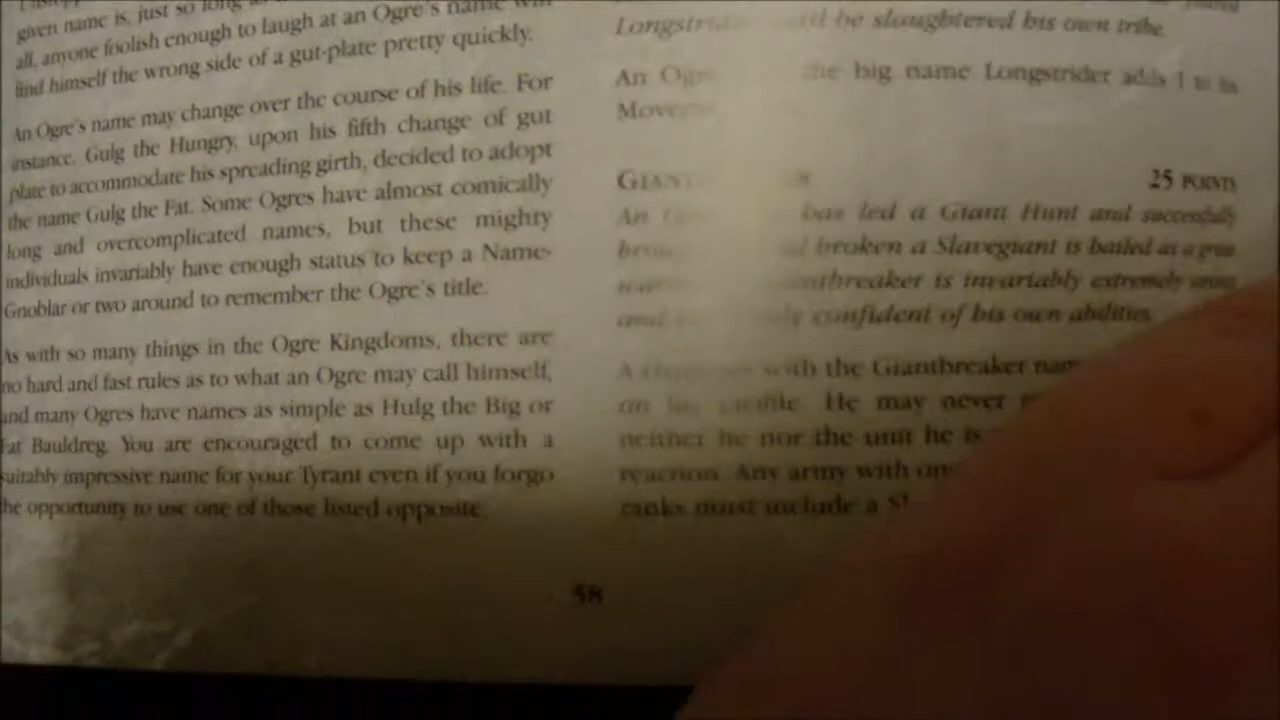 given name is, just so long
all, anyone foolish enough to laugh at an Ogre's name will
find himself the wrong side of a gut-plate pretty quickly.
An Ogre's name may change over the course of his life. For
instance, Gulg the Hungry, upon his fifth change of gut
plate to accommodate his spreading girth, decided to adopt
the name Gulg the Fat. Some Ogres have almost comically
long and overcomplicated names, but these mighty
individuals invariably have enough status to keep a Name-
Gnoblar or two around to remember the Ogre's title.
As with so many things in the Ogre Kingdoms, there are
no hard and fast rules as to what an Ogre may call himself,
and many Ogres have names as simple as Hulg the Big or
Fat Bauldreg. You are encouraged to come up with a
suitably impressive name for your Tyrant even if you forgo
the opportunity to use one of those listed opposite.
he slaughtered his own tribe.
An Ogre the big name Longstrider adds 1 to his
25 POINTS
An has led a Giant Hunt and successfully
broken a Slavegiant is hailed as a great
is invariably extremely
and confident of his own abilities.
A with the Giantbreaker
on his profile. He may never
neither he nor the unit he is
reaction. Any army with
ranks must include a
58